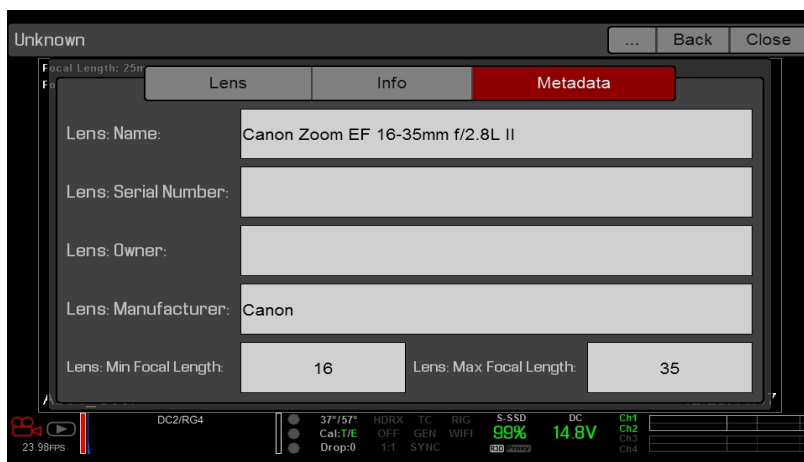 Unknown ... Back Close
Focal Length: 25m
Lens Info Metadata
Lens: Name: Canon Zoom EF 16-35mm f/2.8L II
Lens: Serial Number:
Lens: Owner:
Lens: Manufacturer: Canon
Lens: Min Focal Length: 16 Lens: Max Focal Length: 35
DC2/RG4 37°/57° HDRX TC RIG S-SSD DC Ch1
Cal:T/E OFF GEN WIFI 99% 14.8V Ch2
Ch3
23.98FPS Drop:0 1:1 SYNC R3D Proxy Ch4